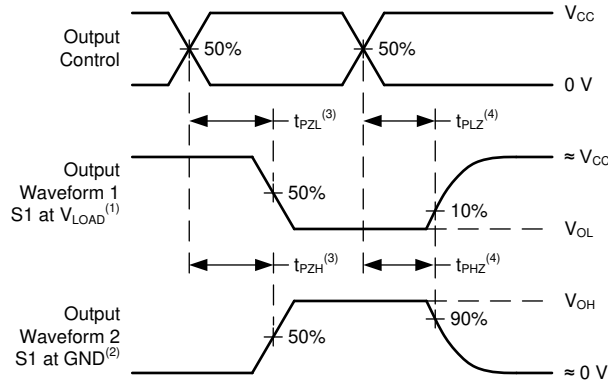 V_CC
Output
Control
50%
50%
0 V
t_PZL^(3)
t_PLZ^(4)
≈ V_CC
Output
Waveform 1
S1 at V_LOAD^(1)
50%
10%
V_OL
t_PZH^(3)
t_PHZ^(4)
V_OH
Output
Waveform 2
S1 at GND^(2)
50%
90%
≈ 0 V